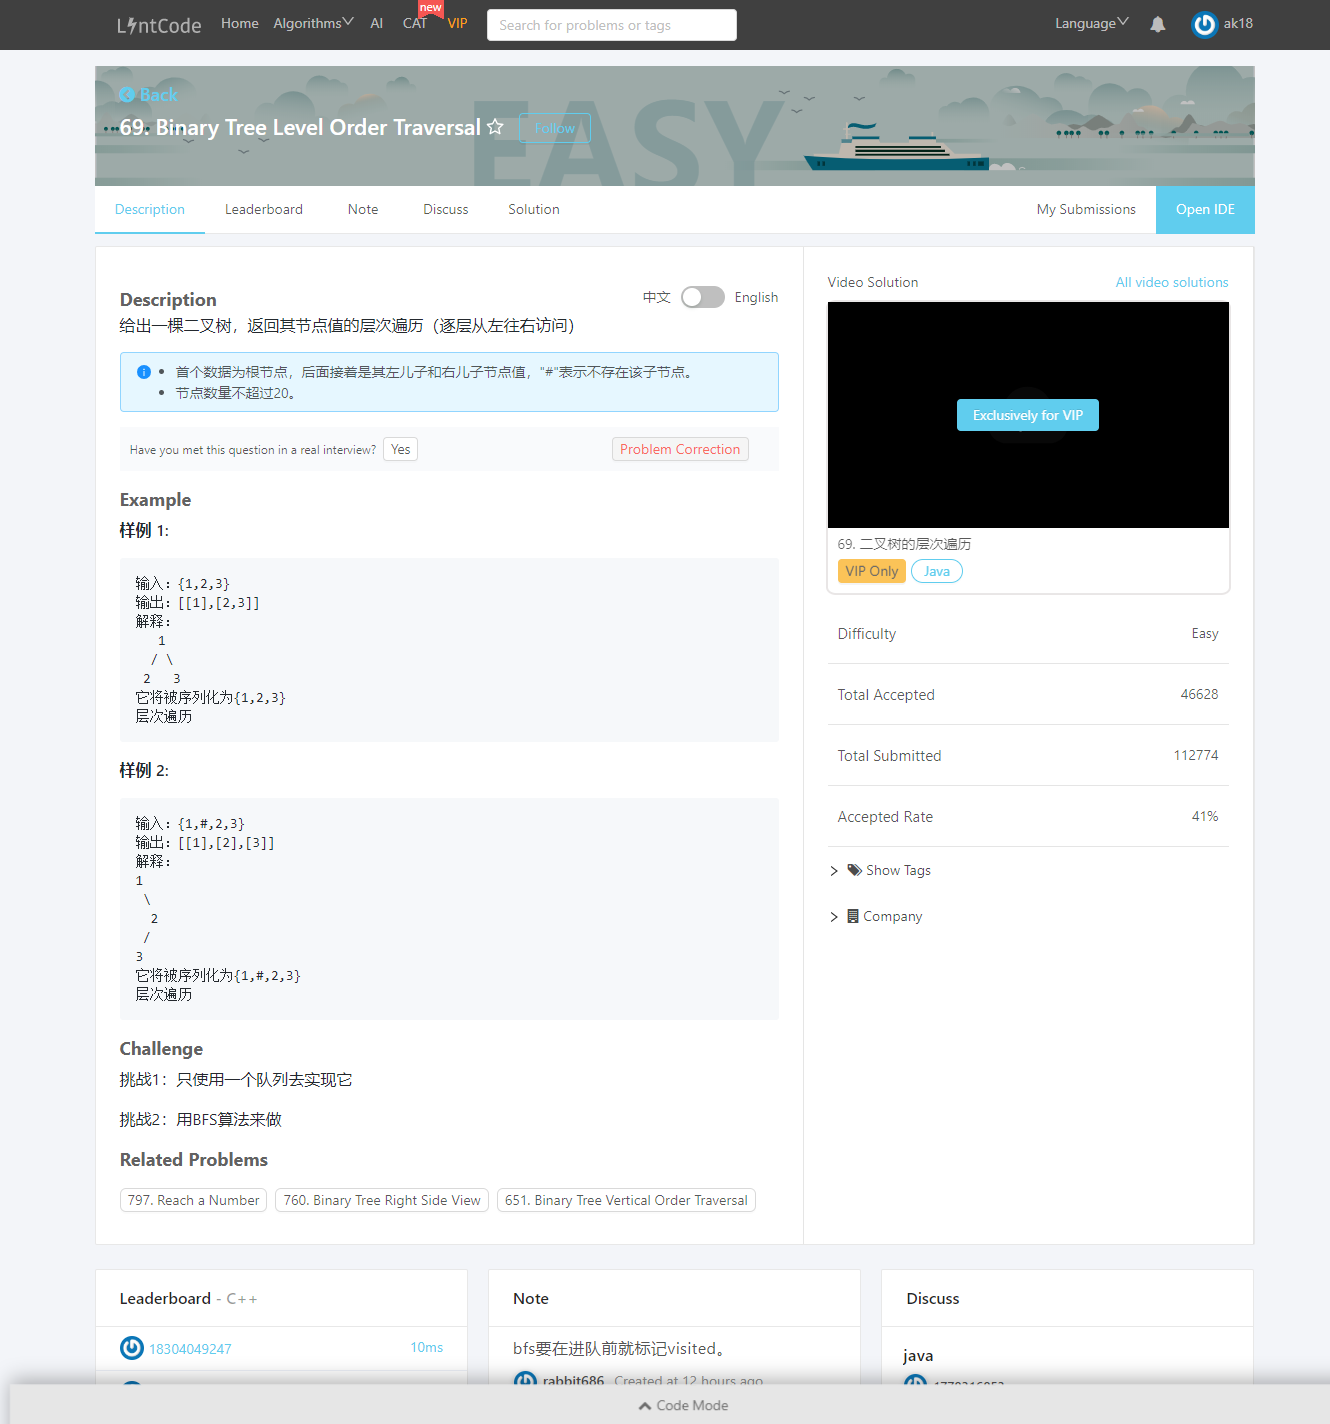 LintCode
Home
Algorithms
AI
CAT
new
VIP
Search for problems or tags
Language
ak18
Back
EASY
69. Binary Tree Level Order Traversal
Follow
Description
Leaderboard
Note
Discuss
Solution
My Submissions
Open IDE
Description
中文
English
给出一棵二叉树，返回其节点值的层次遍历（逐层从左往右访问）
首个数据为根节点，后面接着是其左儿子和右儿子节点值，"#"表示不存在该子节点。
节点数量不超过20。
Have you met this question in a real interview?
Yes
Problem Correction
Example
样例 1:
输入：{1,2,3}
输出：[[1],[2,3]]
解释：
1
/ \
2   3
它将被序列化为{1,2,3}
层次遍历
样例 2:
输入：{1,#,2,3}
输出：[[1],[2],[3]]
解释：
1
\
2
/
3
它将被序列化为{1,#,2,3}
层次遍历
Challenge
挑战1：只使用一个队列去实现它
挑战2：用BFS算法来做
Related Problems
797. Reach a Number
760. Binary Tree Right Side View
651. Binary Tree Vertical Order Traversal
Video Solution
All video solutions
Exclusively for VIP
69. 二叉树的层次遍历
VIP Only
Java
Difficulty
Easy
Total Accepted
46628
Total Submitted
112774
Accepted Rate
41%
Show Tags
Company
Leaderboard - C++
18304049247
10ms
Note
bfs要在进队前就标记visited。
rabbit686
Created at 12 hours ago
Discuss
java
Code Mode